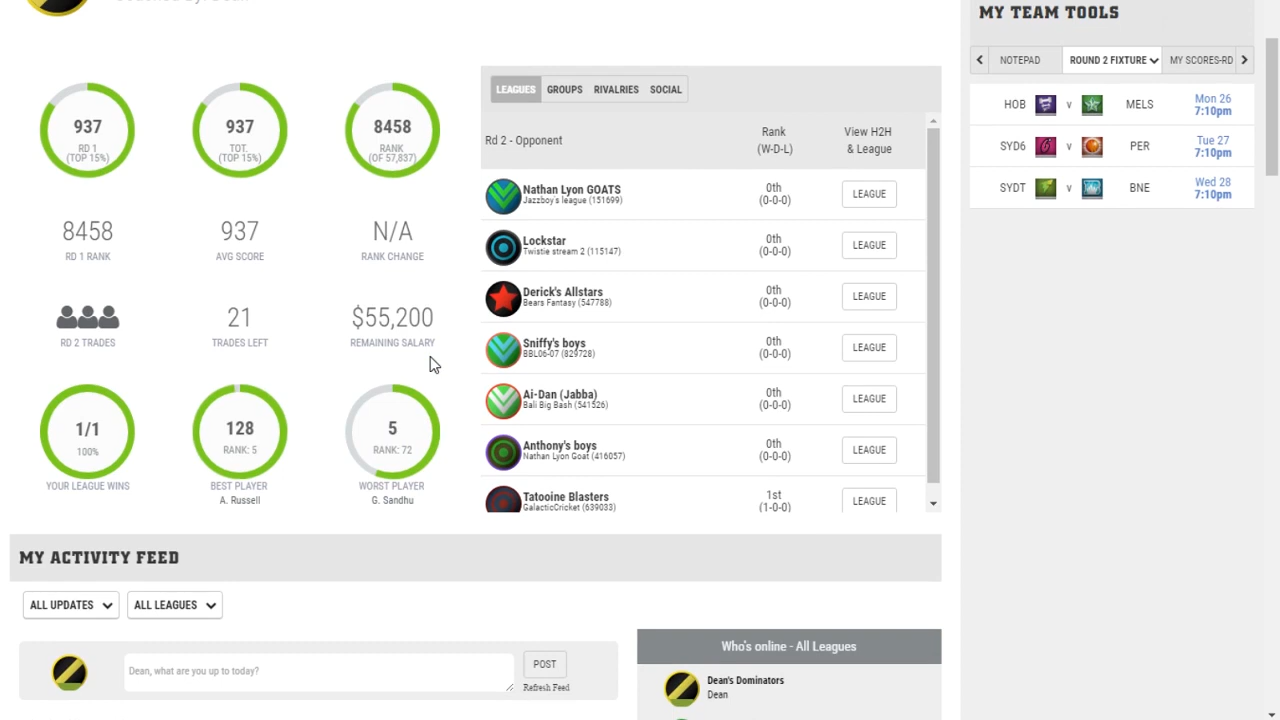 Coached By: Dean
937
RD 1
(TOP 15%)
937
TOT.
(TOP 15%)
8458
RANK
(OF 57,837)
8458
RD 1 RANK
937
AVG SCORE
N/A
RANK CHANGE
RD 2 TRADES
21
TRADES LEFT
$55,200
REMAINING SALARY
1/1
100%
YOUR LEAGUE WINS
128
RANK: 5
BEST PLAYER
A. Russell
5
RANK: 72
WORST PLAYER
G. Sandhu
LEAGUES GROUPS RIVALRIES SOCIAL
Rd 2 - Opponent
Rank
(W-D-L)
View H2H
& League
Nathan Lyon GOATS
Jazzboy's league (151699)
0th
(0-0-0)
LEAGUE
Lockstar
Twistie stream 2 (115147)
0th
(0-0-0)
LEAGUE
Derick's Allstars
Bears Fantasy (547788)
0th
(0-0-0)
LEAGUE
Sniffy's boys
BBL06-07 (829728)
0th
(0-0-0)
LEAGUE
Ai-Dan (Jabba)
Bali Big Bash (541526)
0th
(0-0-0)
LEAGUE
Anthony's boys
Nathan Lyon Goat (416057)
0th
(0-0-0)
LEAGUE
Tatooine Blasters
GalacticCricket (639033)
1st
(1-0-0)
LEAGUE
MY TEAM TOOLS
NOTEPAD ROUND 2 FIXTURE MY SCORES-RD
HOB v MELS
Mon 26
7:10pm
SYD6 v PER
Tue 27
7:10pm
SYDT v BNE
Wed 28
7:10pm
MY ACTIVITY FEED
ALL UPDATES ALL LEAGUES
Dean, what are you up to today?
POST
Refresh Feed
Who's online - All Leagues
Dean's Dominators
Dean